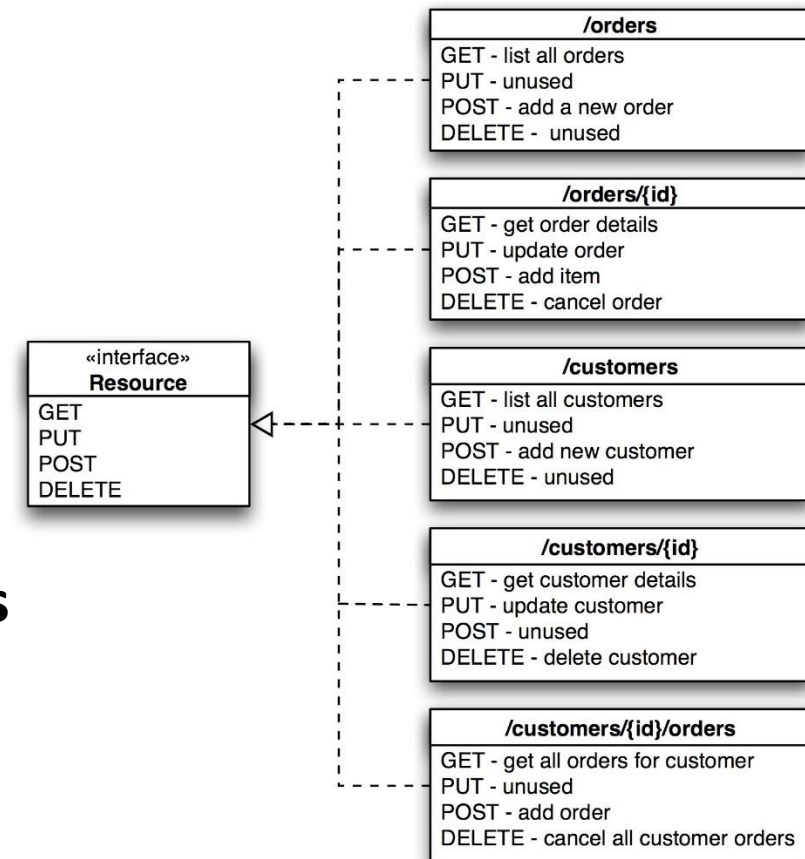 /orders
GET - list all orders
PUT - unused
POST - add a new order
DELETE - unused
/orders/{id}
GET - get order details
PUT - update order
POST - add item
DELETE - cancel order
«interface»
Resource
GET
PUT
POST
DELETE
/customers
GET - list all customers
PUT - unused
POST - add new customer
DELETE - unused
/customers/{id}
GET - get customer details
PUT - update customer
POST - unused
DELETE - delete customer
s
/customers/{id}/orders
GET - get all orders for customer
PUT - unused
POST - add order
DELETE - cancel all customer orders